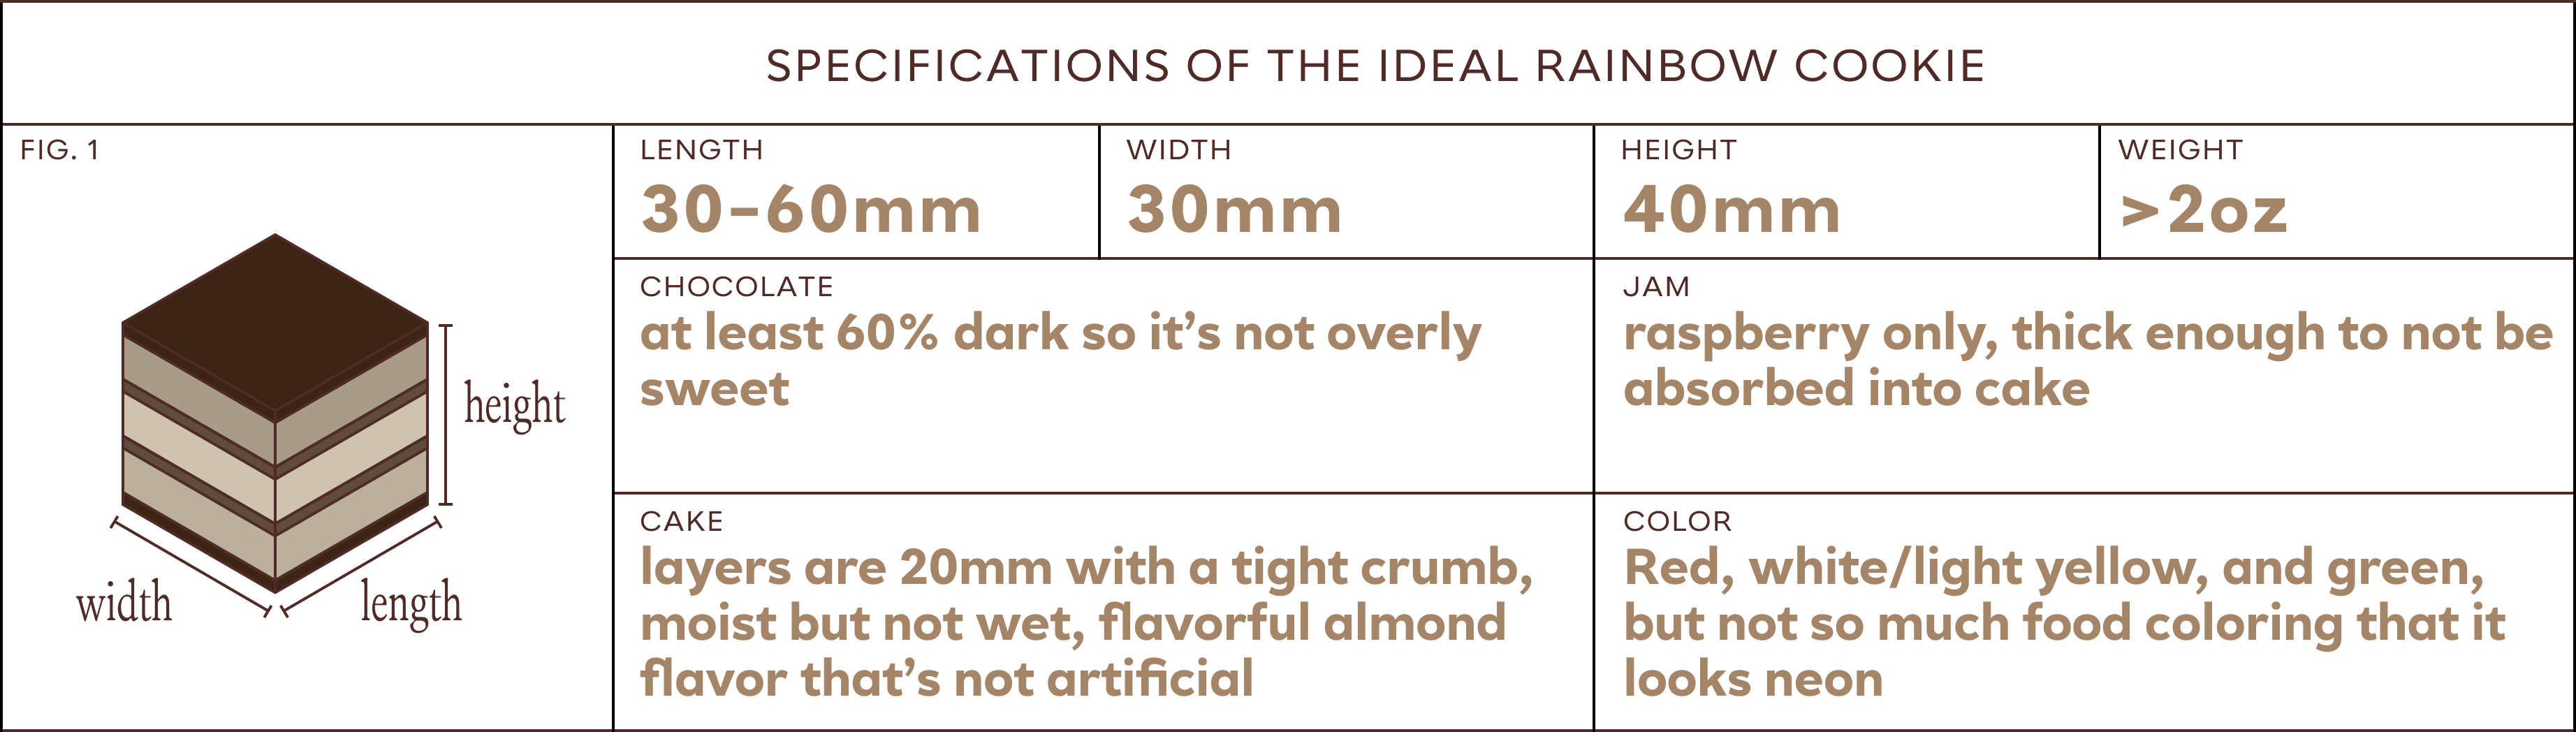 SPECIFICATIONS OF THE IDEAL RAINBOW COOKIE
FIG. 1
height
width
length
LENGTH
30–60mm
WIDTH
30mm
HEIGHT
40mm
WEIGHT
>2oz
CHOCOLATE
at least 60% dark so it’s not overly
sweet
JAM
raspberry only, thick enough to not be
absorbed into cake
CAKE
layers are 20mm with a tight crumb,
moist but not wet, flavorful almond
flavor that’s not artificial
COLOR
Red, white/light yellow, and green,
but not so much food coloring that it
looks neon